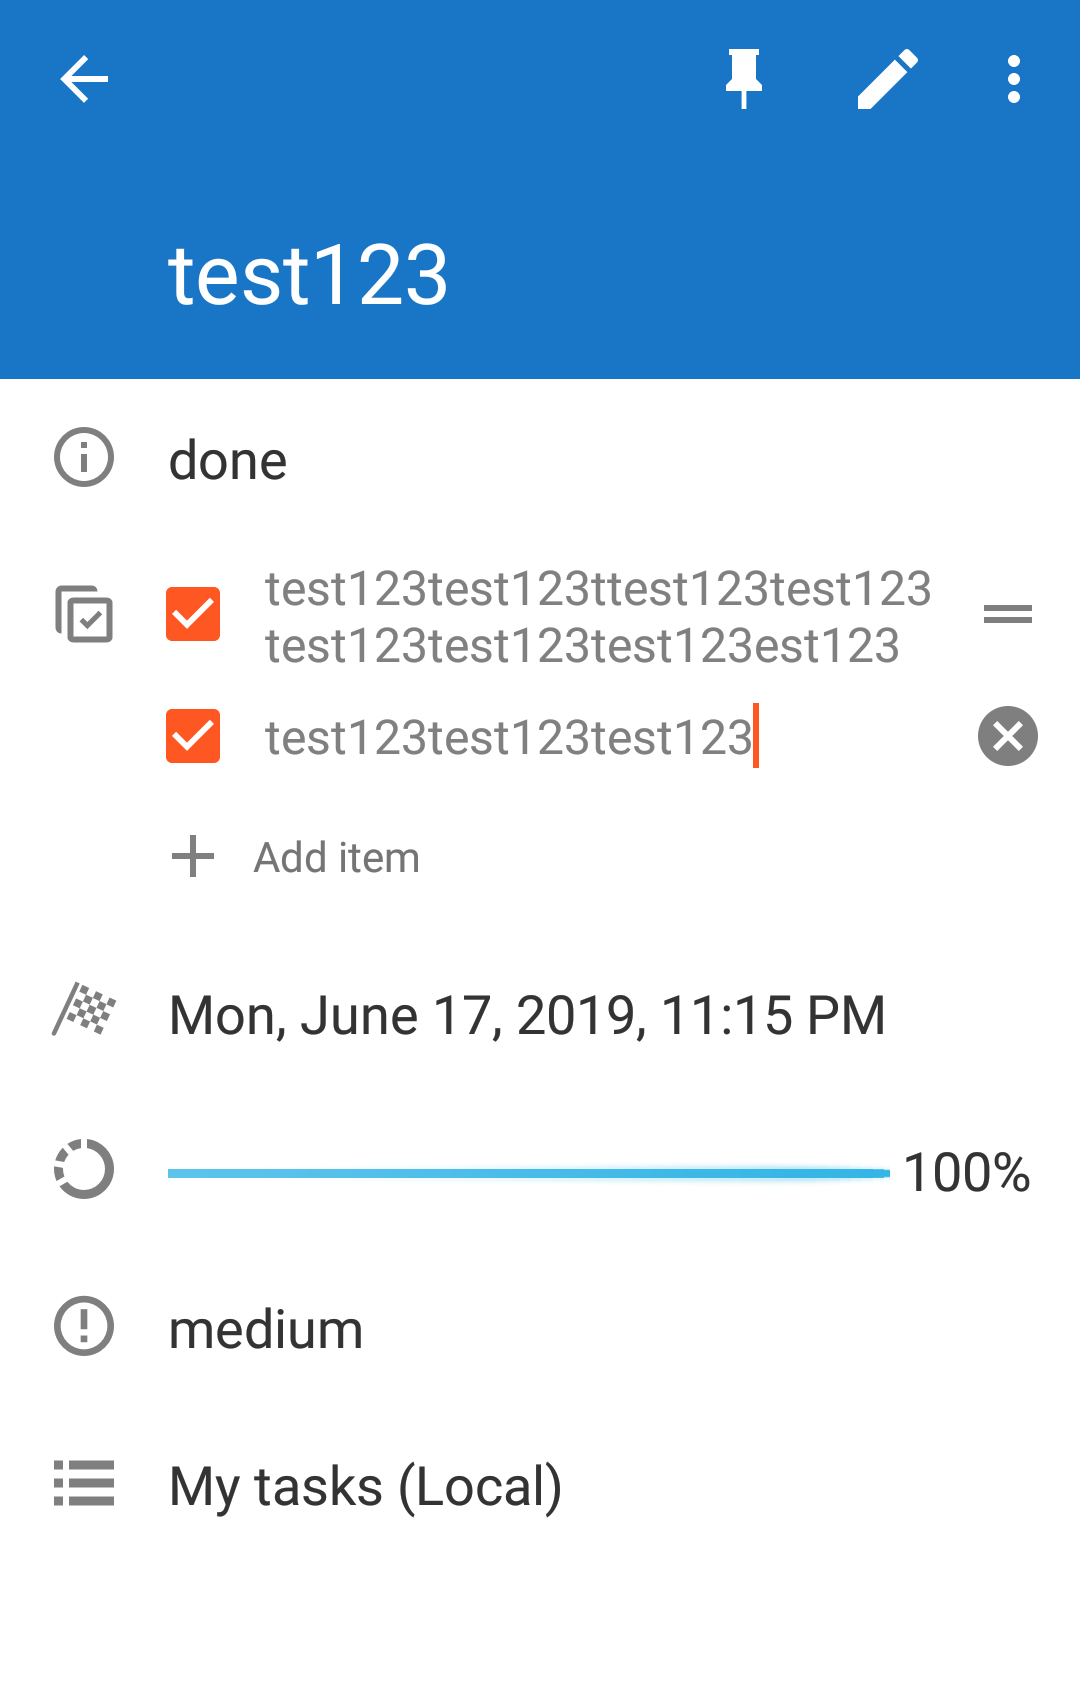 test123
done
test123test123ttest123test123
test123test123test123est123
test123test123test123
Add item
Mon, June 17, 2019, 11:15 PM
100%
medium
My tasks (Local)